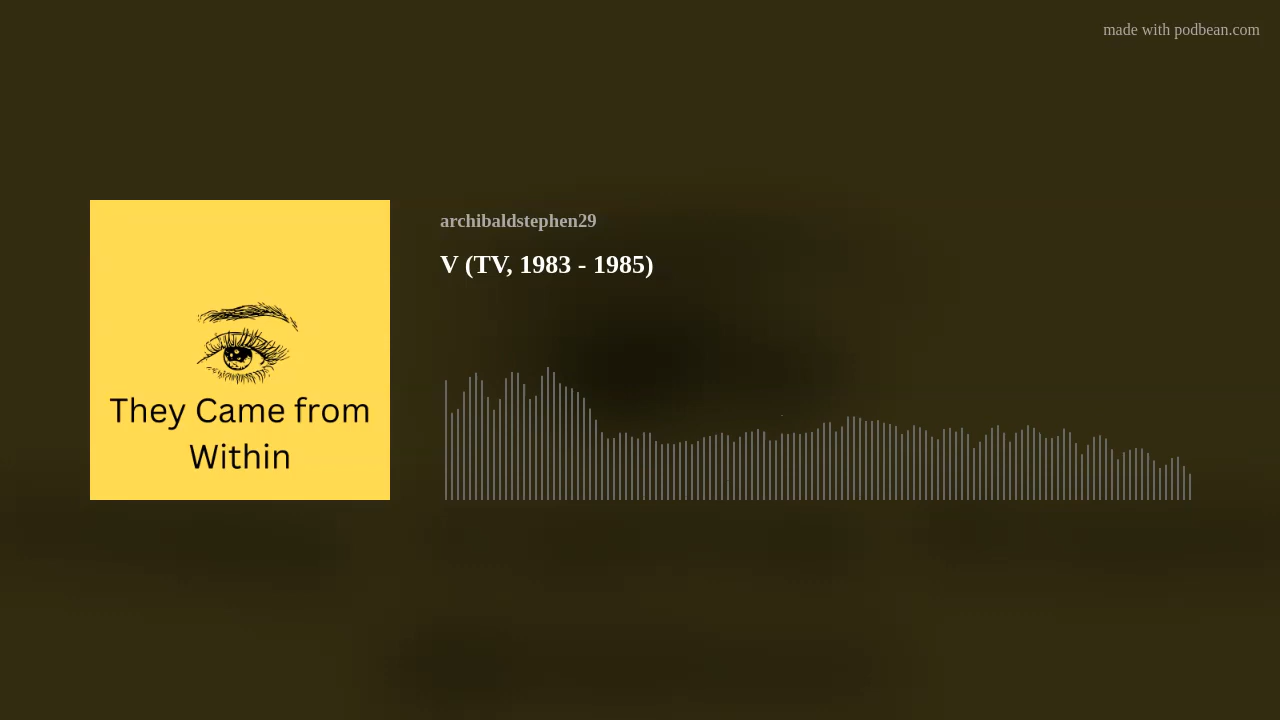 made with podbean.com
archibaldstephen29
V (TV, 1983 - 1985)
They Came from
Within